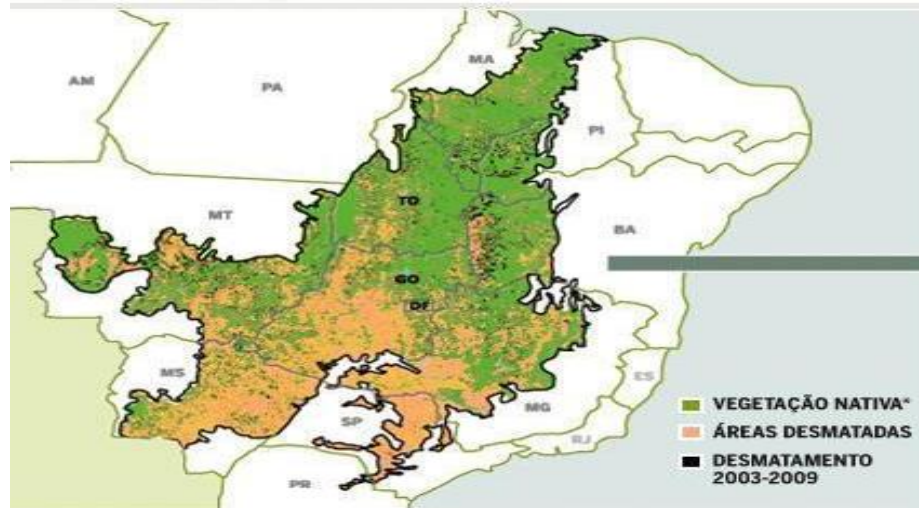 AM
PA
MA
PI
TO
MT
BA
GO
DF
MS
MG
ES
SP
RJ
PR
VEGETAÇÃO NATIVA*
ÁREAS DESMATADAS
DESMATAMENTO
2003-2009